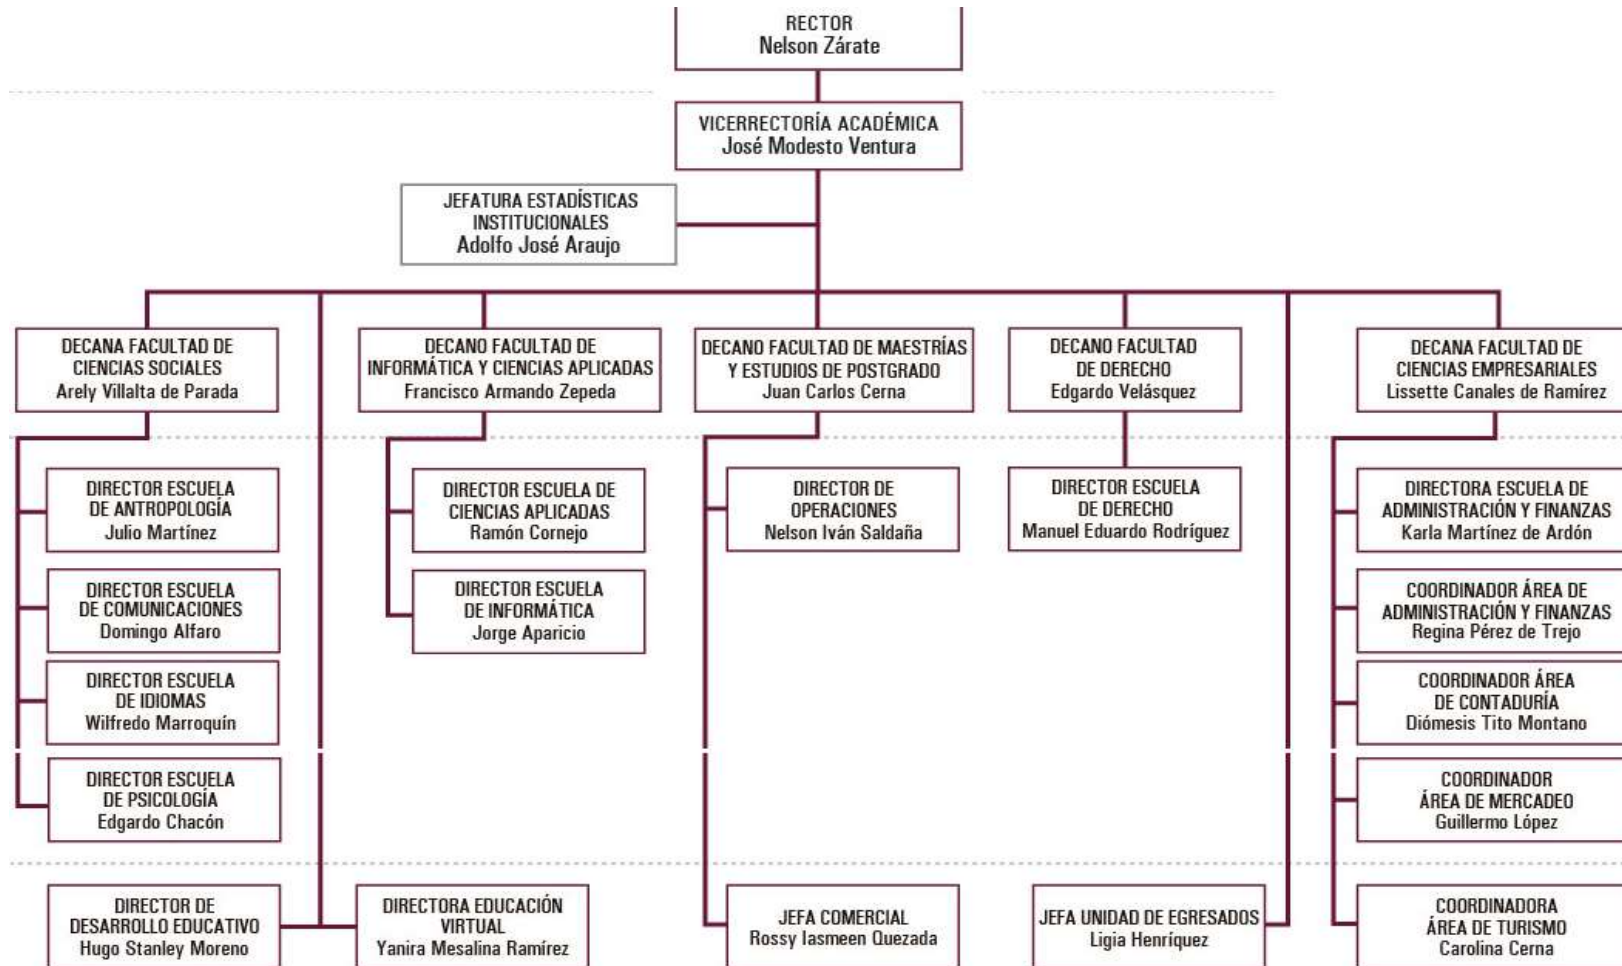 RECTOR
Nelson Zárate
VICERRECTORÍA ACADÉMICA
José Modesto Ventura
JEFATURA ESTADÍSTICAS
INSTITUCIONALES
Adolfo José Araujo
DECANA FACULTAD DE
CIENCIAS SOCIALES
Arely Villalta de Parada
DECANO FACULTAD DE
INFORMÁTICA Y CIENCIAS APLICADAS
Francisco Armando Zepeda
DECANO FACULTAD DE MAESTRÍAS
Y ESTUDIOS DE POSTGRADO
Juan Carlos Cerna
DECANO FACULTAD
DE DERECHO
Edgardo Velásquez
DECANA FACULTAD DE
CIENCIAS EMPRESARIALES
Lissette Canales de Ramírez
DIRECTOR ESCUELA
DE ANTROPOLOGÍA
Julio Martínez
DIRECTOR ESCUELA DE
CIENCIAS APLICADAS
Ramón Cornejo
DIRECTOR DE
OPERACIONES
Nelson Iván Saldaña
DIRECTOR ESCUELA
DE DERECHO
Manuel Eduardo Rodríguez
DIRECTORA ESCUELA DE
ADMINISTRACIÓN Y FINANZAS
Karla Martínez de Ardón
DIRECTOR ESCUELA
DE COMUNICACIONES
Domingo Alfaro
DIRECTOR ESCUELA
DE INFORMÁTICA
Jorge Aparicio
COORDINADOR ÁREA DE
ADMINISTRACIÓN Y FINANZAS
Regina Pérez de Trejo
DIRECTOR ESCUELA
DE IDIOMAS
Wilfredo Marroquín
COORDINADOR ÁREA
DE CONTADURÍA
Diómesis Tito Montano
DIRECTOR ESCUELA
DE PSICOLOGÍA
Edgardo Chacón
COORDINADOR
ÁREA DE MERCADEO
Guillermo López
DIRECTOR DE
DESARROLLO EDUCATIVO
Hugo Stanley Moreno
DIRECTORA EDUCACIÓN
VIRTUAL
Yanira Mesalina Ramírez
JEFA COMERCIAL
Rossy Iasmeen Quezada
JEFA UNIDAD DE EGRESADOS
Ligia Henríquez
COORDINADORA
ÁREA DE TURISMO
Carolina Cerna